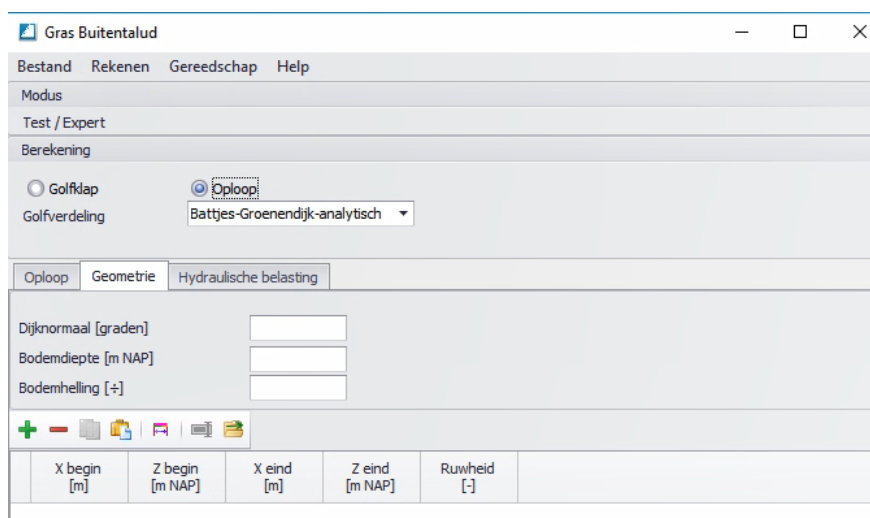 Gras Buitentalud
Bestand Rekenen Gereedschap Help
Modus
Test / Expert
Berekening
Golfklap Oploop
Golfverdeling Battjes-Groenendijk-analytisch
Oploop Geometrie Hydraulische belasting
Dijknormaal [graden]
Bodemdiepte [m NAP]
Bodemhelling [÷]
X begin Z begin X eind Z eind Ruwheid
[m] [m NAP] [m] [m NAP] [-]